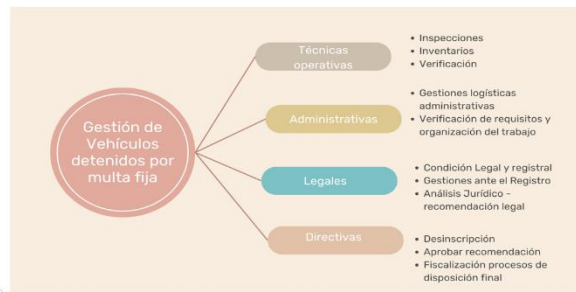 Gestión de
Vehículos
detenidos por
multa fija
Técnicas
operativas
• Inspecciones
• Inventarios
• Verificación
Administrativas
• Gestiones logísticas
administrativas
• Verificación de requisitos y
organización del trabajo
Legales
• Condición Legal y registral
• Gestiones ante el Registro
• Análisis Jurídico -
recomendación legal
Directivas
• Desinscripción
• Aprobar recomendación
• Fiscalización procesos de
disposición final